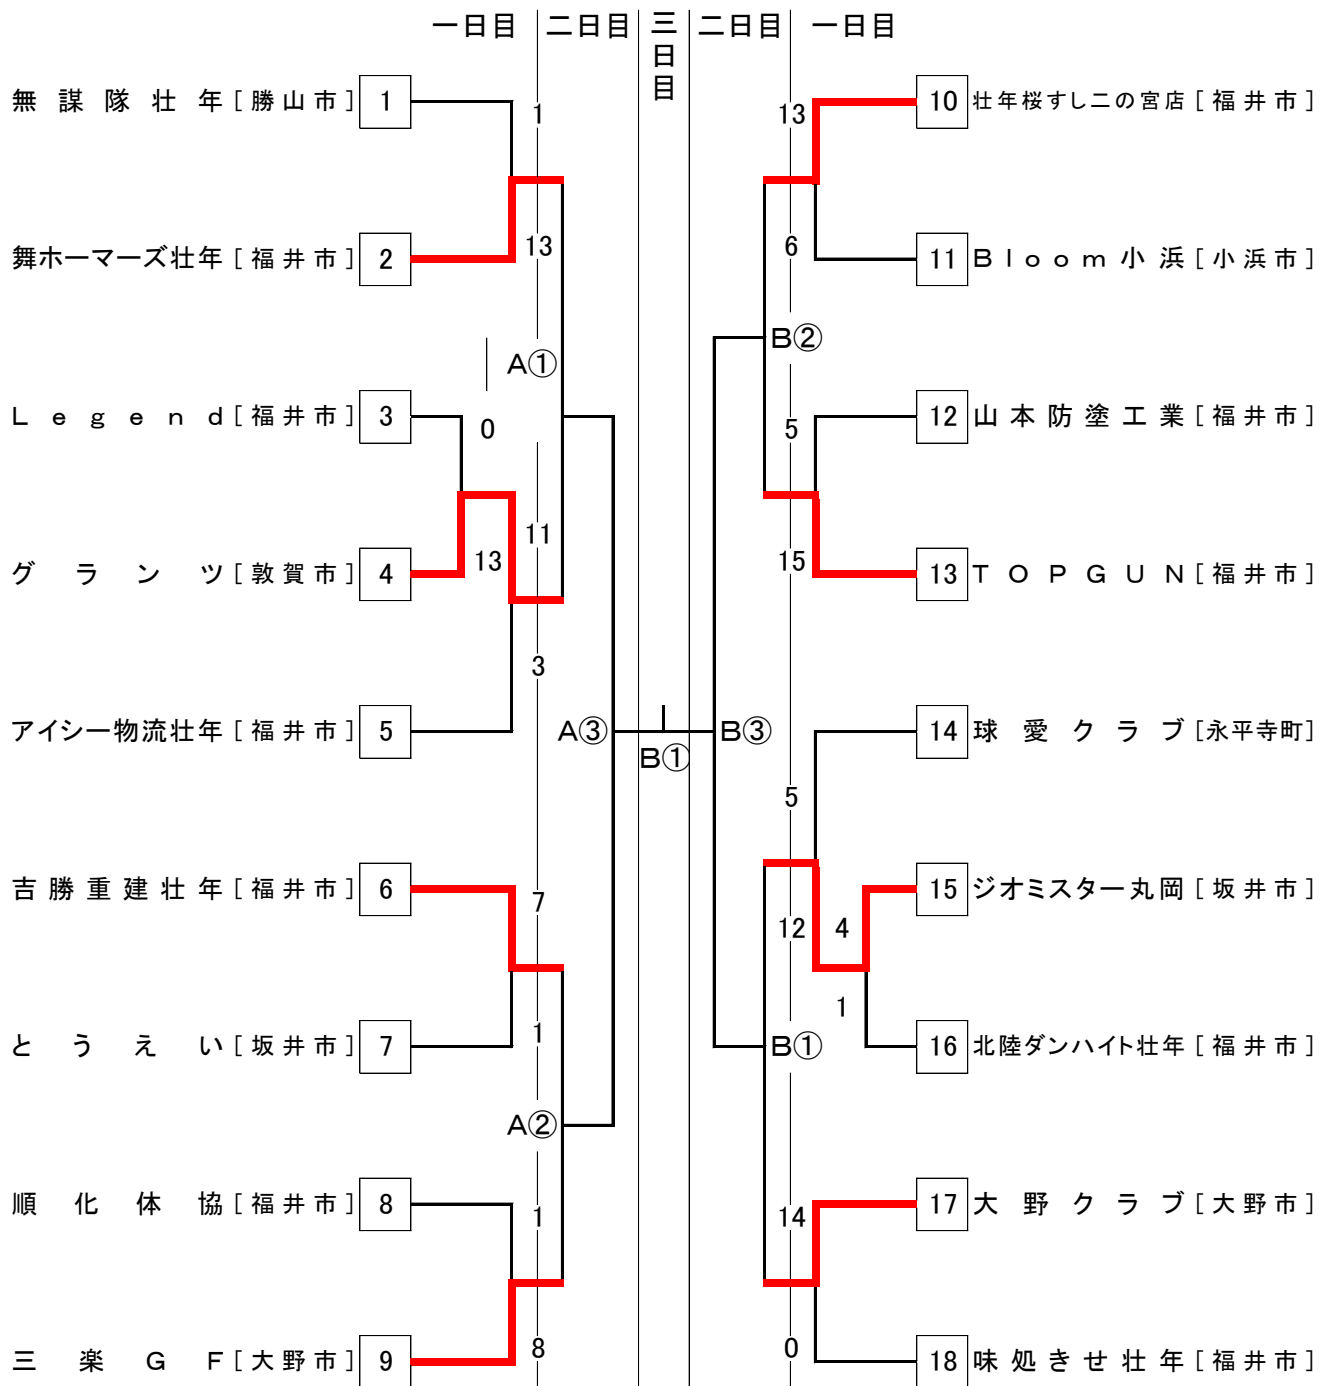 一日目 二日目 三日目 二日目 一日目
無謀隊壮年[勝山市] 1
1
13
10 壮年桜すし二の宮店[福井市]
舞ホーマーズ壮年[福井市] 2
13
6
11 Bloom小浜[小浜市]
A①
B②
Legend[福井市] 3
0
5
12 山本防塗工業[福井市]
グランツ[敦賀市] 4
13
11
15
13 TOPGUN[福井市]
3
アイシー物流壮年[福井市] 5
A③
B①
B③
14 球愛クラブ[永平寺町]
5
吉勝重建壮年[福井市] 6
7
12
4
15 ジオミスター丸岡[坂井市]
1
とうえい[坂井市] 7
1
B①
16 北陸ダンハイト壮年[福井市]
A②
順化体協[福井市] 8
1
14
17 大野クラブ[大野市]
三楽GF[大野市] 9
8
0
18 味処きせ壮年[福井市]